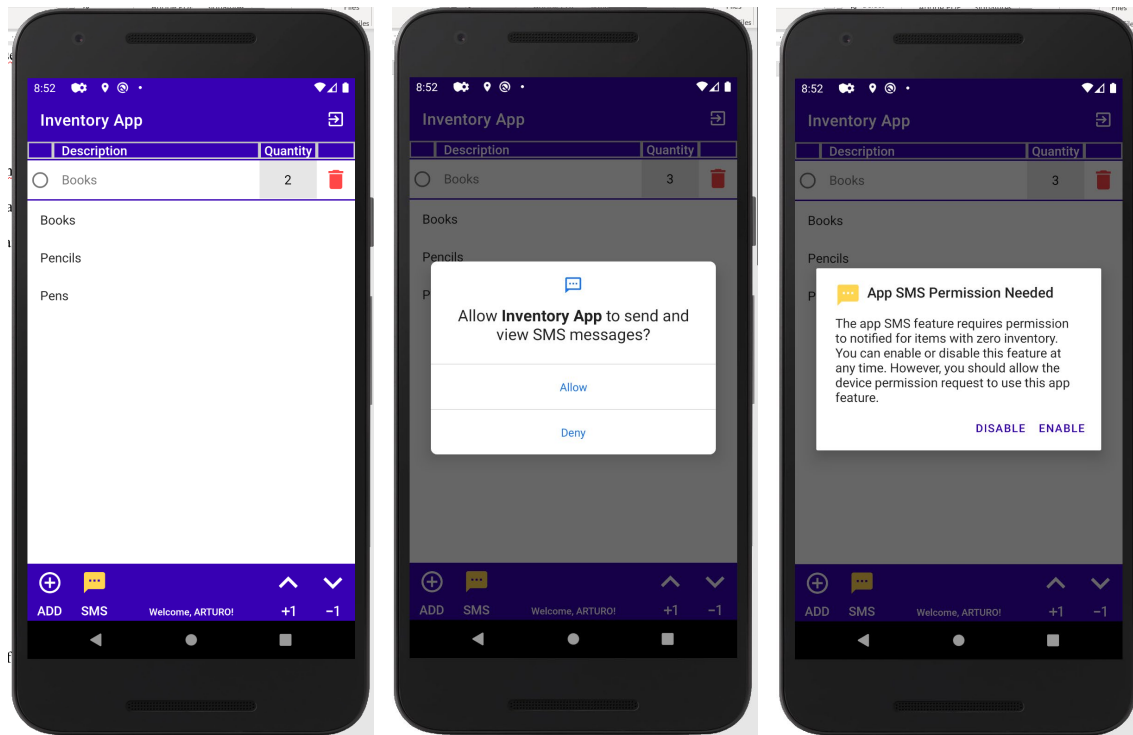 8:52
Inventory App
Description Quantity
Books 2
Books
Pencils
Pens
ADD SMS Welcome, ARTURO! +1 −1
8:52
Inventory App
Description Quantity
Books 3
Books
Pencils
P
Allow Inventory App to send and
view SMS messages?
Allow
Deny
ADD SMS Welcome, ARTURO! +1 −1
8:52
Inventory App
Description Quantity
Books 3
Books
Pencils
P
App SMS Permission Needed
The app SMS feature requires permission
to notified for items with zero inventory.
You can enable or disable this feature at
any time. However, you should allow the
device permission request to use this app
feature.
DISABLE ENABLE
ADD SMS Welcome, ARTURO! +1 −1